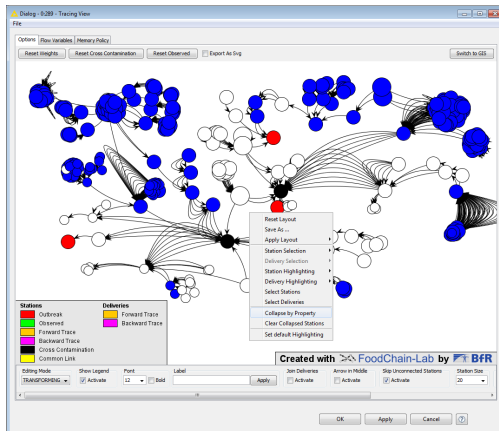 Dialog - 0:289 - Tracing View
File
Options Flow Variables Memory Policy
Reset Weights Reset Cross Contamination Reset Observed Export As Svg Switch to GIS
Reset Layout
Save As ...
Apply Layout
Station Selection
Delivery Selection
Station Highlighting
Delivery Highlighting
Select Stations
Select Deliveries
Collapse by Property
Clear Collapsed Stations
Set default Highlighting
Stations Deliveries
Outbreak Forward Trace
Observed Backward Trace
Forward Trace
Backward Trace
Cross Contamination
Common Link
Created with FoodChain-Lab by BfR
Editing Mode Show Legend Font Label Join Deliveries Arrow in Middle Skip Unconnected Stations Station Size
TRANSFORMING Activate 12 Bold Apply Activate Activate Activate 20
OK Apply Cancel ?